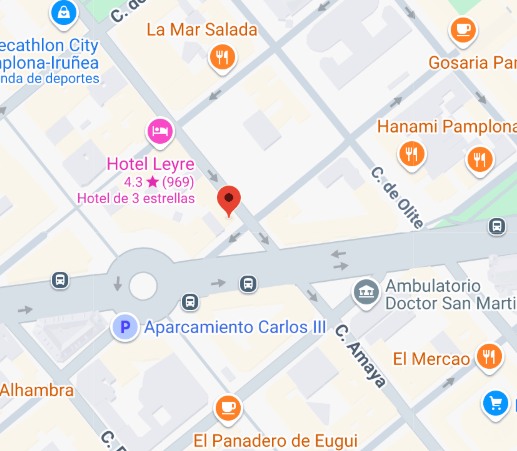 C. de
La Mar Salada
ecathlon City
mplona-Iruñea
nda de deportes
Gosaria Pam
Hanami Pamplona
Hotel Leyre
4.3 ★ (969)
Hotel de 3 estrellas
C. de Olite
Ambulatorio
Doctor San Marti
P
Aparcamiento Carlos III
C. Amaya
El Mercao
Alhambra
El Panadero de Eugui